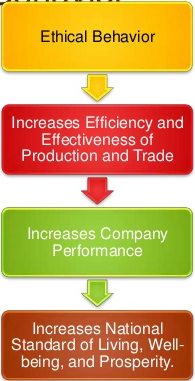 Ethical Behavior
Increases Efficiency and
Effectiveness of
Production and Trade
Increases Company
Performance
Increases National
Standard of Living, Well-
being, and Prosperity.